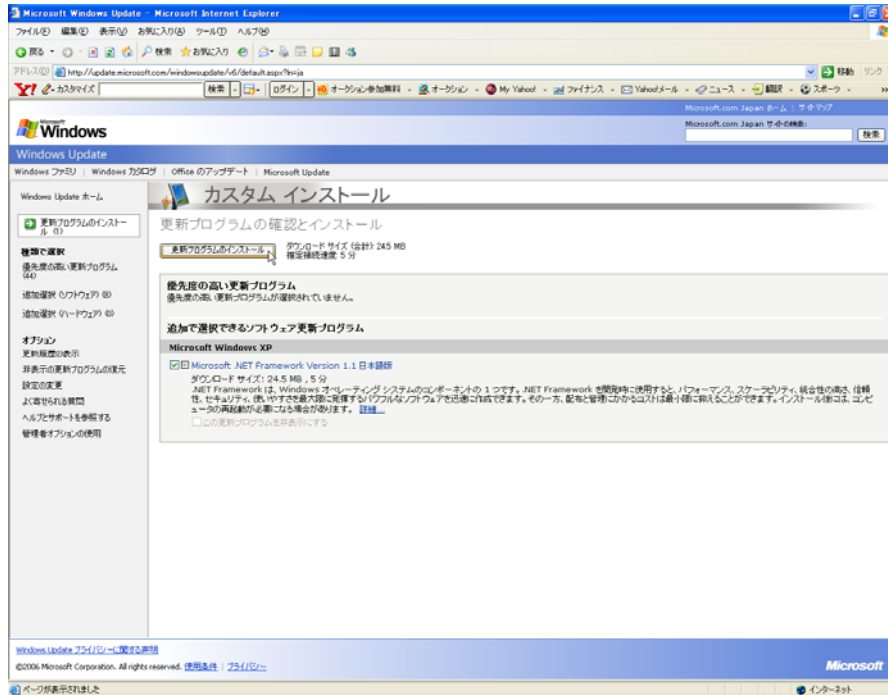 Microsoft Windows Update - Microsoft Internet Explorer
ファイル(F) 編集(E) 表示(V) お気に入り(A) ツール(T) ヘルプ(H)
戻る 検索 お気に入り
アドレス(D) http://update.microsoft.com/windowsupdate/v6/default.aspx?ln=ja 移動 リンク
Y! カスタマイズ 検索 ログイン オークション参加無料 オークション My Yahoo! ファイナンス Yahoo!メール ニュース 翻訳 スポーツ
Microsoft.com Japan ホーム | サイトマップ
Microsoft Windows
Microsoft.com Japan サイトの検索:
検索
Windows Update
Windows ファミリ | Windows カタログ | Office のアップデート | Microsoft Update
Windows Update ホーム
更新プログラムのインストー
ル (1)
種類で選択
優先度の高い更新プログラム
(44)
追加選択 (ソフトウェア) (8)
追加選択 (ハードウェア) (0)
オプション
更新履歴の表示
非表示の更新プログラムの復元
設定の変更
よく寄せられる質問
ヘルプとサポートを参照する
管理者オプションの使用
カスタム インストール
更新プログラムの確認とインストール
更新プログラムのインストール
ダウンロード サイズ (合計): 24.5 MB
推定接続速度: 5 分
優先度の高い更新プログラム
優先度の高い更新プログラムが選択されていません。
追加で選択できるソフトウェア更新プログラム
Microsoft Windows XP
Microsoft .NET Framework Version 1.1 日本語版
ダウンロード サイズ: 24.5 MB , 5 分
.NET Framework は、Windows オペレーティング システムのコンポーネントの 1 つです。.NET Framework を開発時に使用すると、パフォーマンス、スケーラビリティ、統合性の高さ、信頼
性、セキュリティ、使いやすさを最大限に発揮するパワフルなソフトウェアを迅速に作成できます。その一方、配布と管理にかかるコストは最小限に抑えることができます。インストール後には、コンピ
ュータの再起動が必要になる場合があります。 詳細...
この更新プログラムを非表示にする
Windows Update プライバシーに関する声明
©2006 Microsoft Corporation. All rights reserved. 使用条件 | プライバシー
Microsoft
ページが表示されました
インターネット